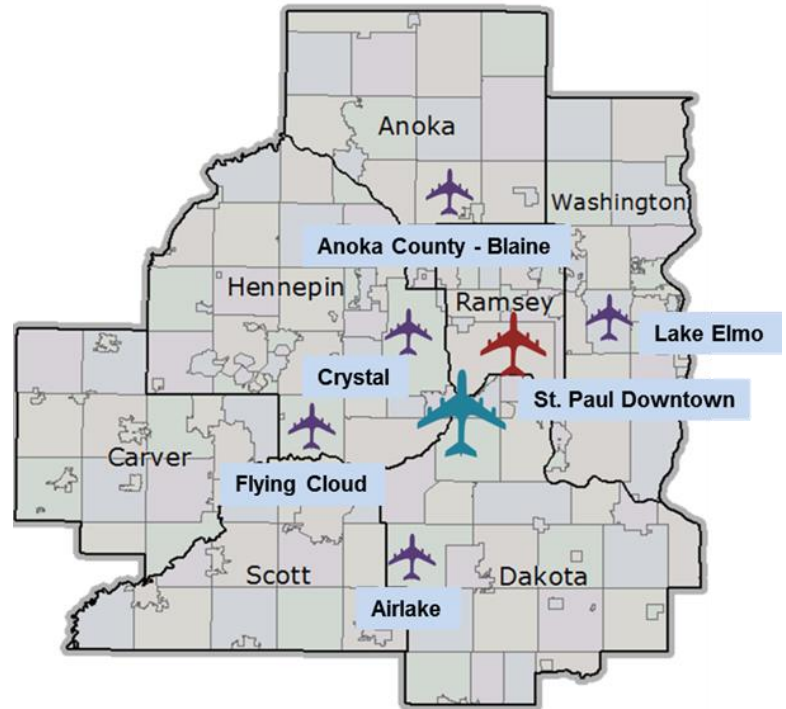 Anoka
Washington
Anoka County - Blaine
Hennepin
Ramsey
Lake Elmo
Crystal
St. Paul Downtown
Carver
Flying Cloud
Scott
Dakota
Airlake